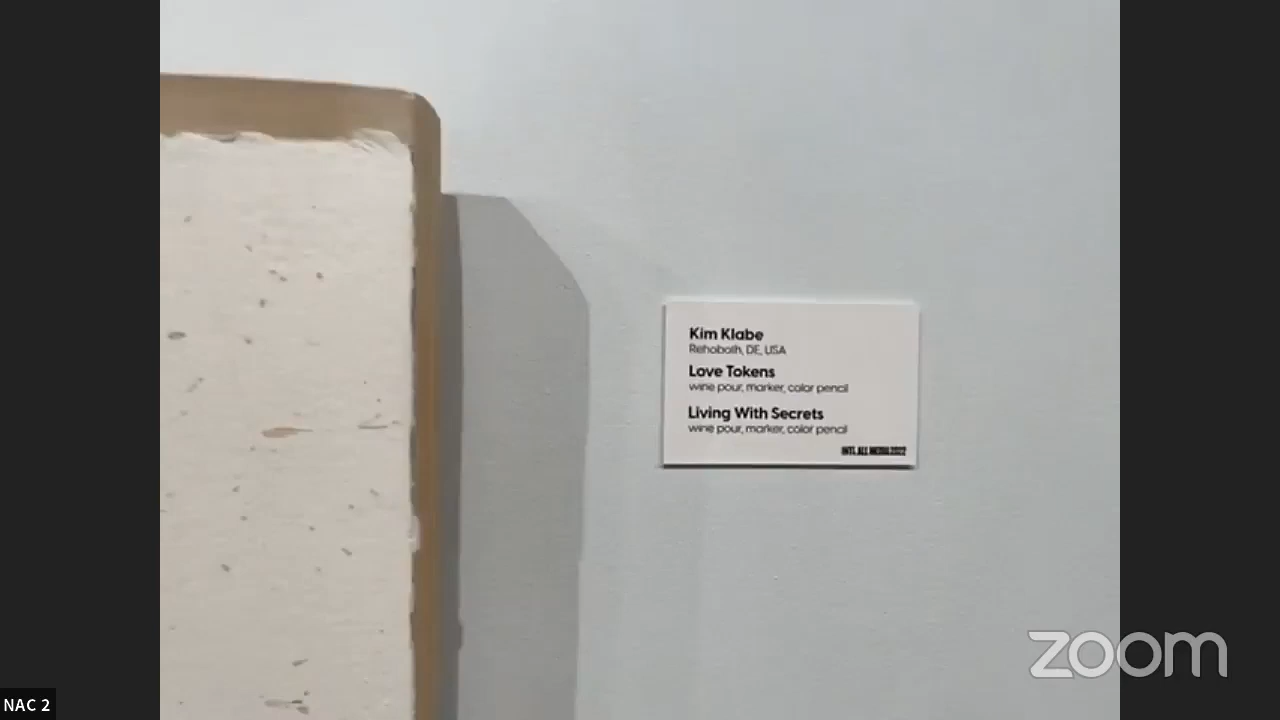 Kim Klabe
Rehoboth, DE, USA
Love Tokens
wine pour, marker, color pencil
Living With Secrets
wine pour, marker, color pencil
INTL ALL MEDIA 2022
zoom
NAC 2